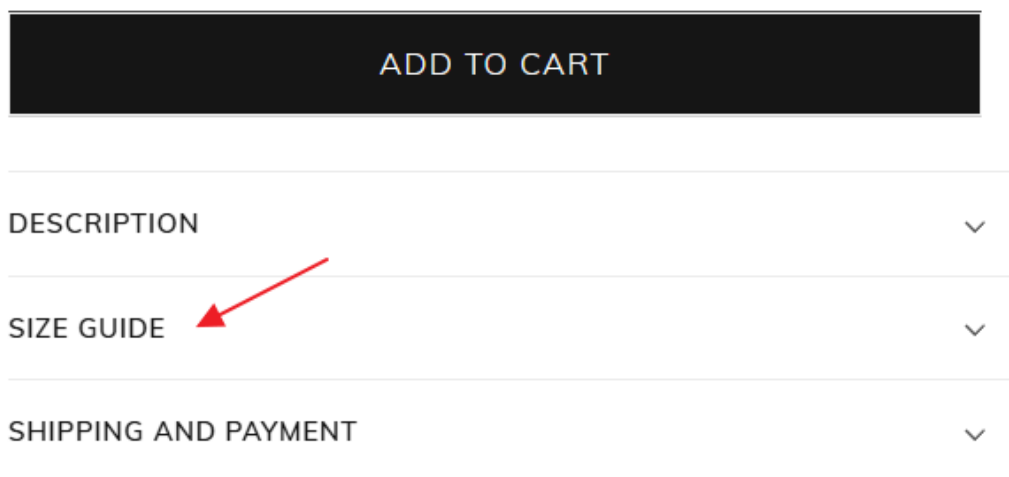 ADD TO CART
DESCRIPTION
SIZE GUIDE
SHIPPING AND PAYMENT